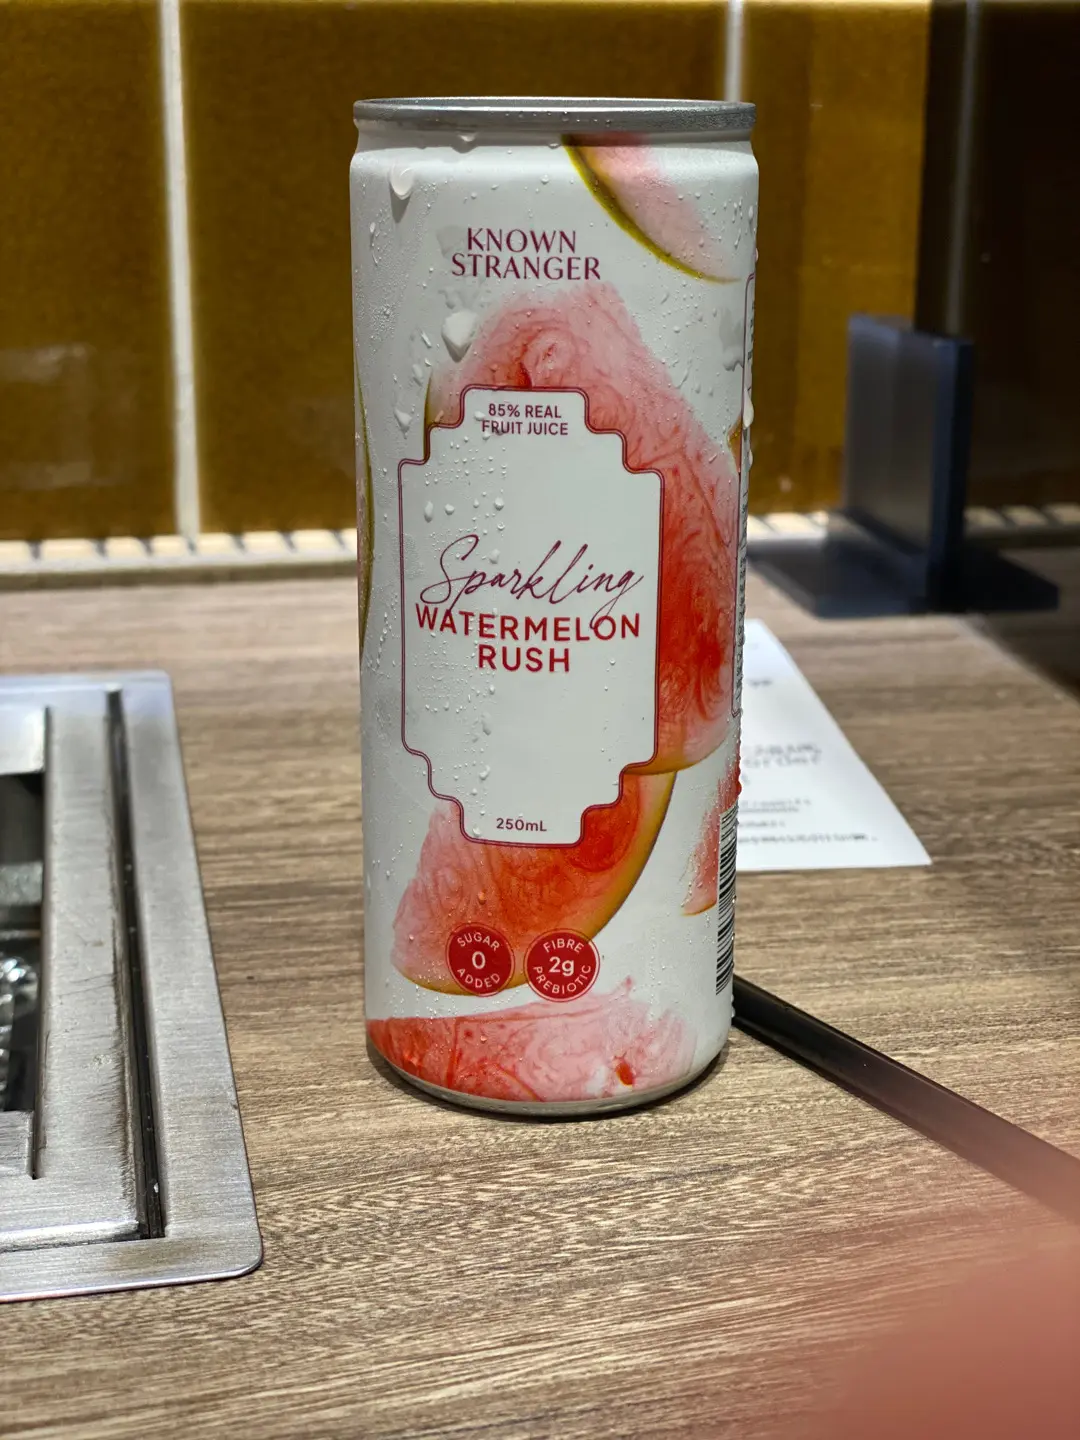 KNOWN
STRANGER
85% REAL
FRUIT JUICE
Sparkling
WATERMELON
RUSH
250mL
SUGAR
0
ADDED
FIBRE
2g
PREBIOTIC